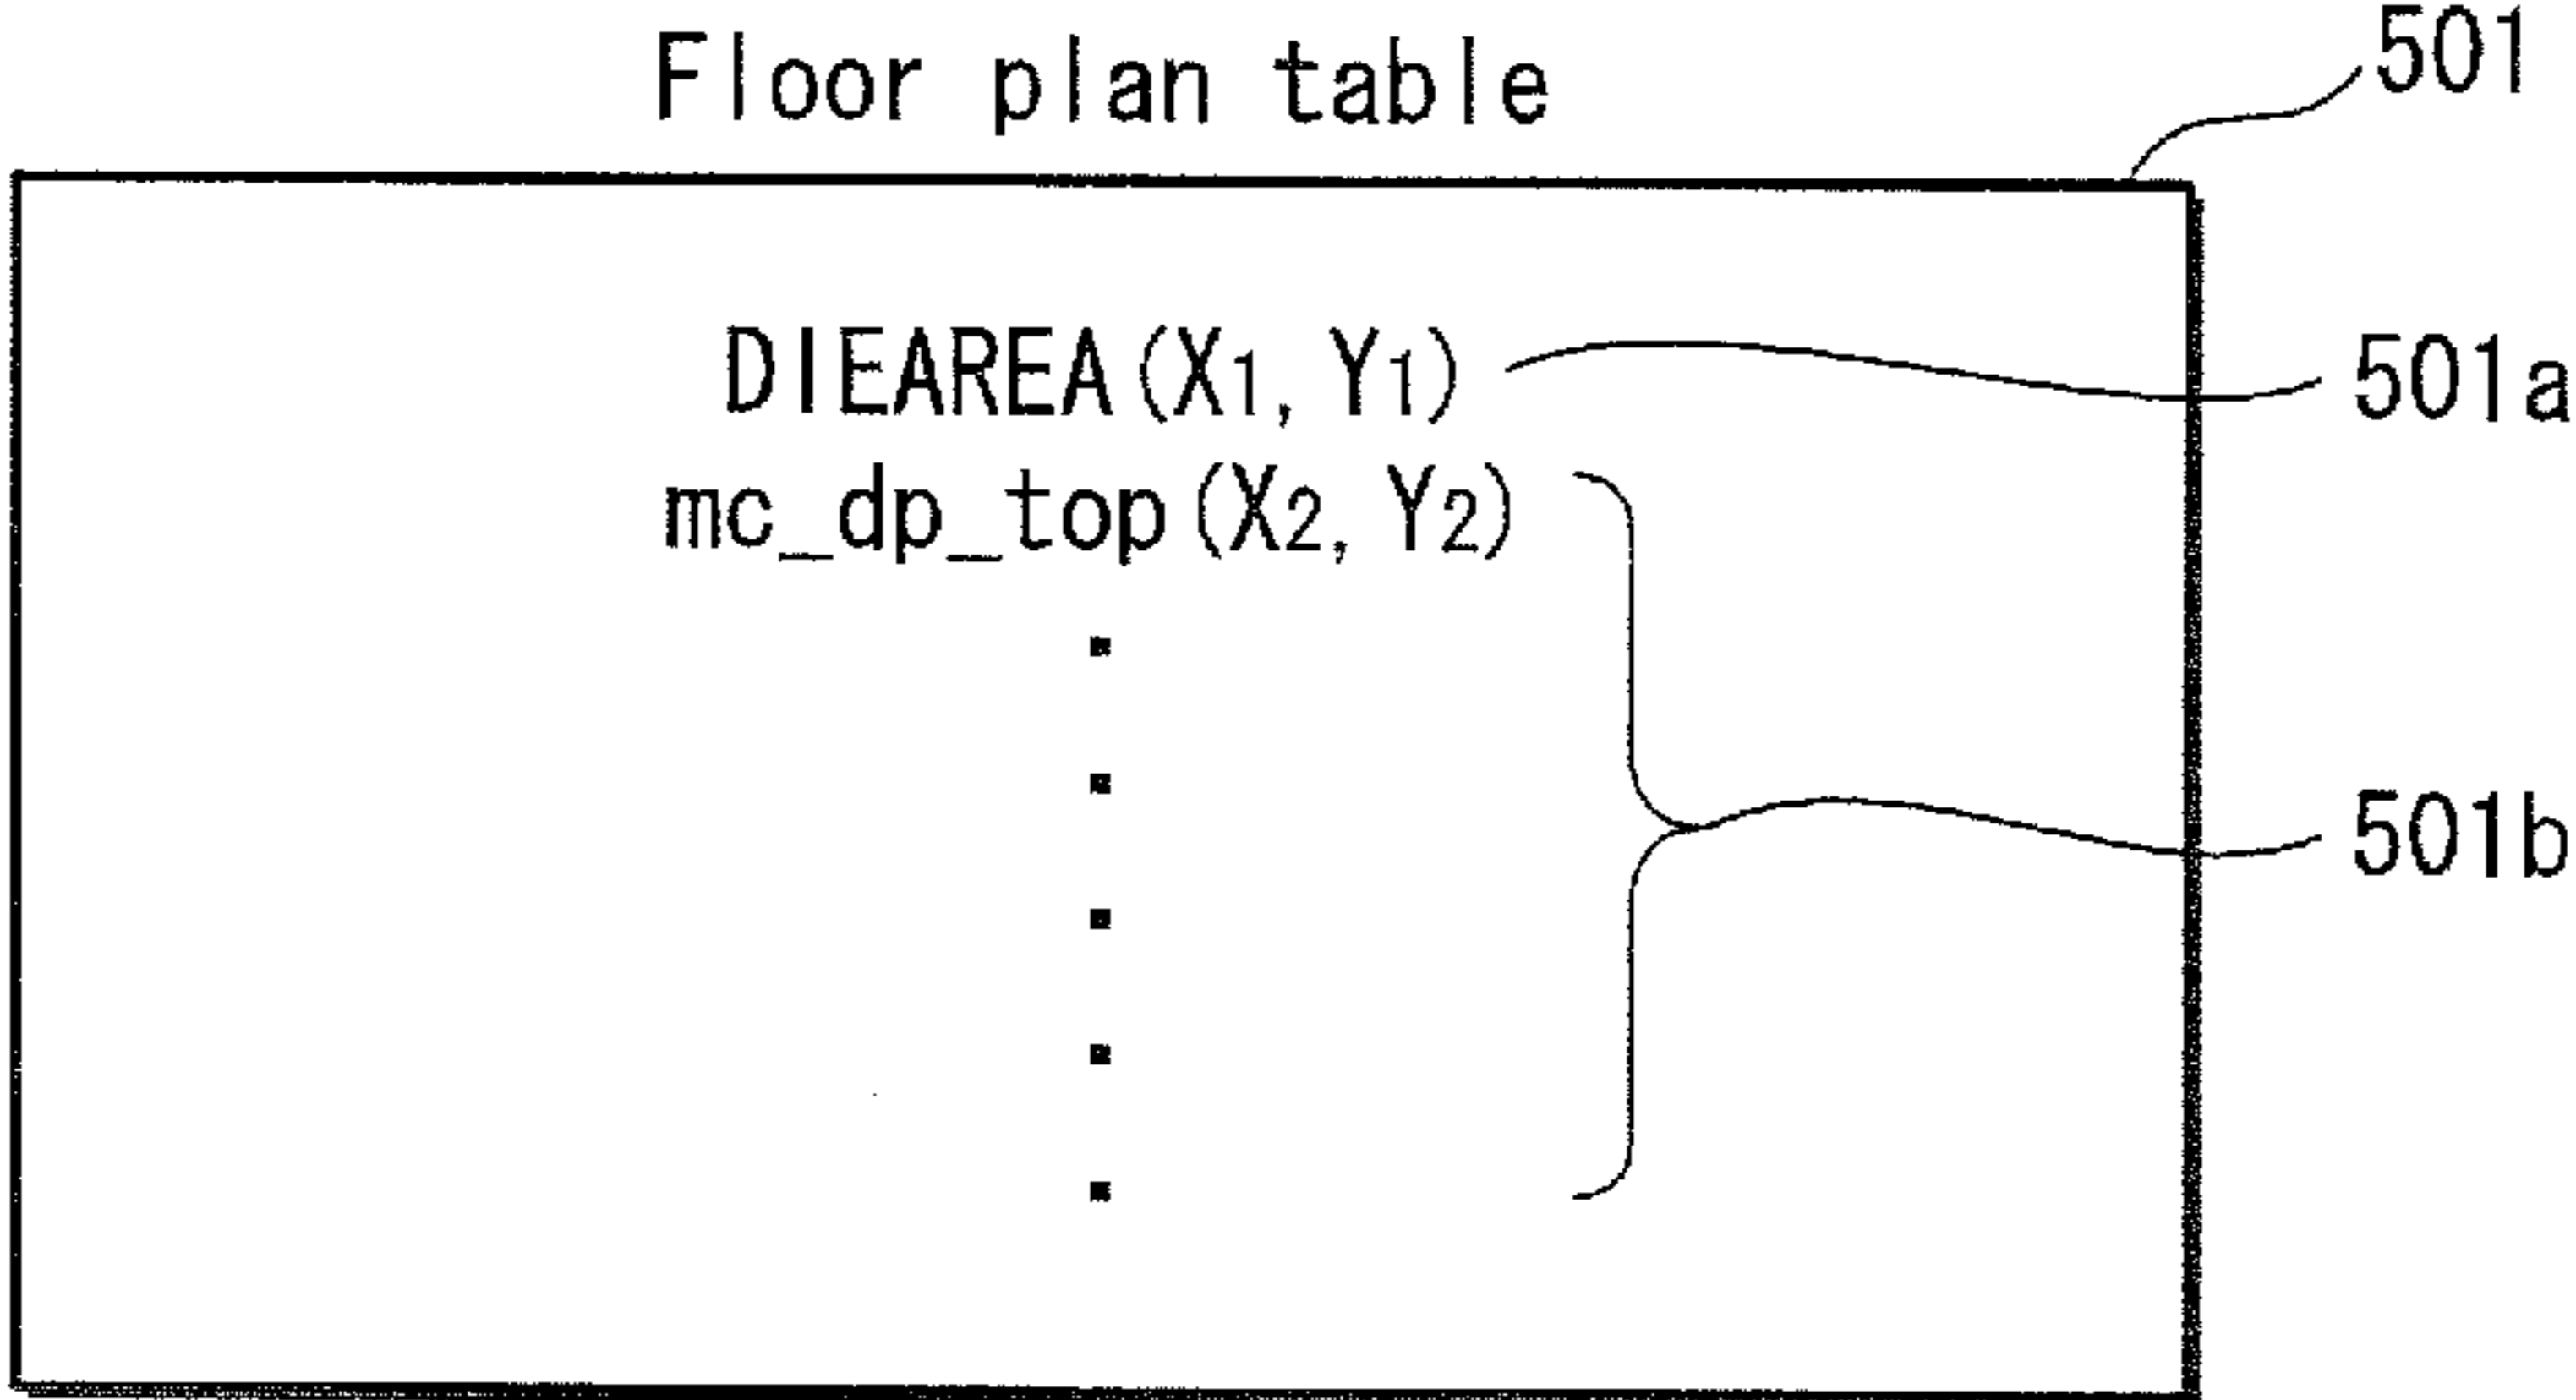 Floor plan table
501
DIEAREA(X1, Y1)
501a
mc_dp_top(X2, Y2)
501b